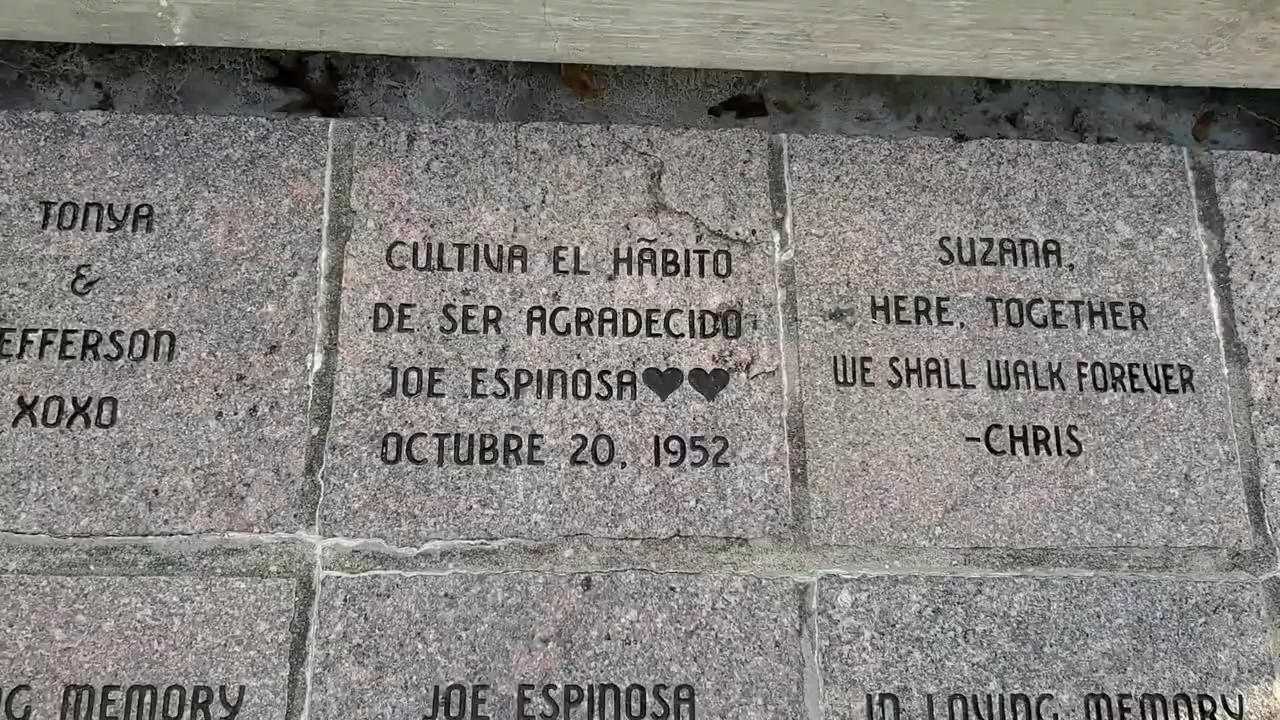 TONYA
&
EFFERSON
XOXO
CULTIVA EL HÃBITO
DE SER AGRADECIDO
JOE ESPINOSA♥♥
OCTUBRE 20, 1952
SUZANA,
HERE, TOGETHER
WE SHALL WALK FOREVER
-CHRIS
G MEMORY
JOE ESPINOSA
IN LOVING MEMORY